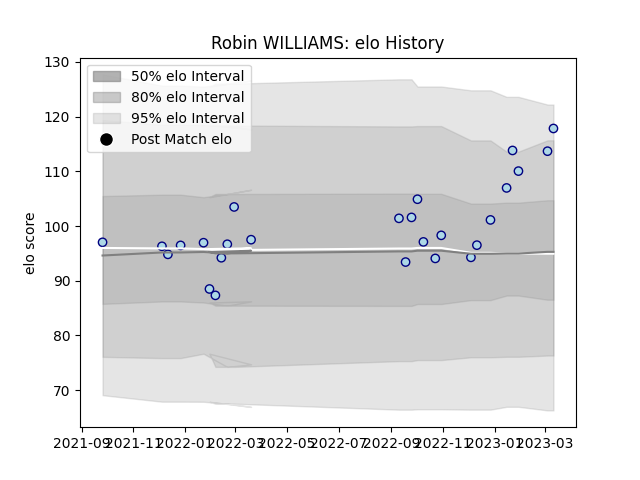 Robin WILLIAMS: elo History
130
120
110
100
90
80
70
elo score
50% elo Interval
80% elo Interval
95% elo Interval
Post Match elo
2021-09 2021-11 2022-01 2022-03 2022-05 2022-07 2022-09 2022-11 2023-01 2023-03